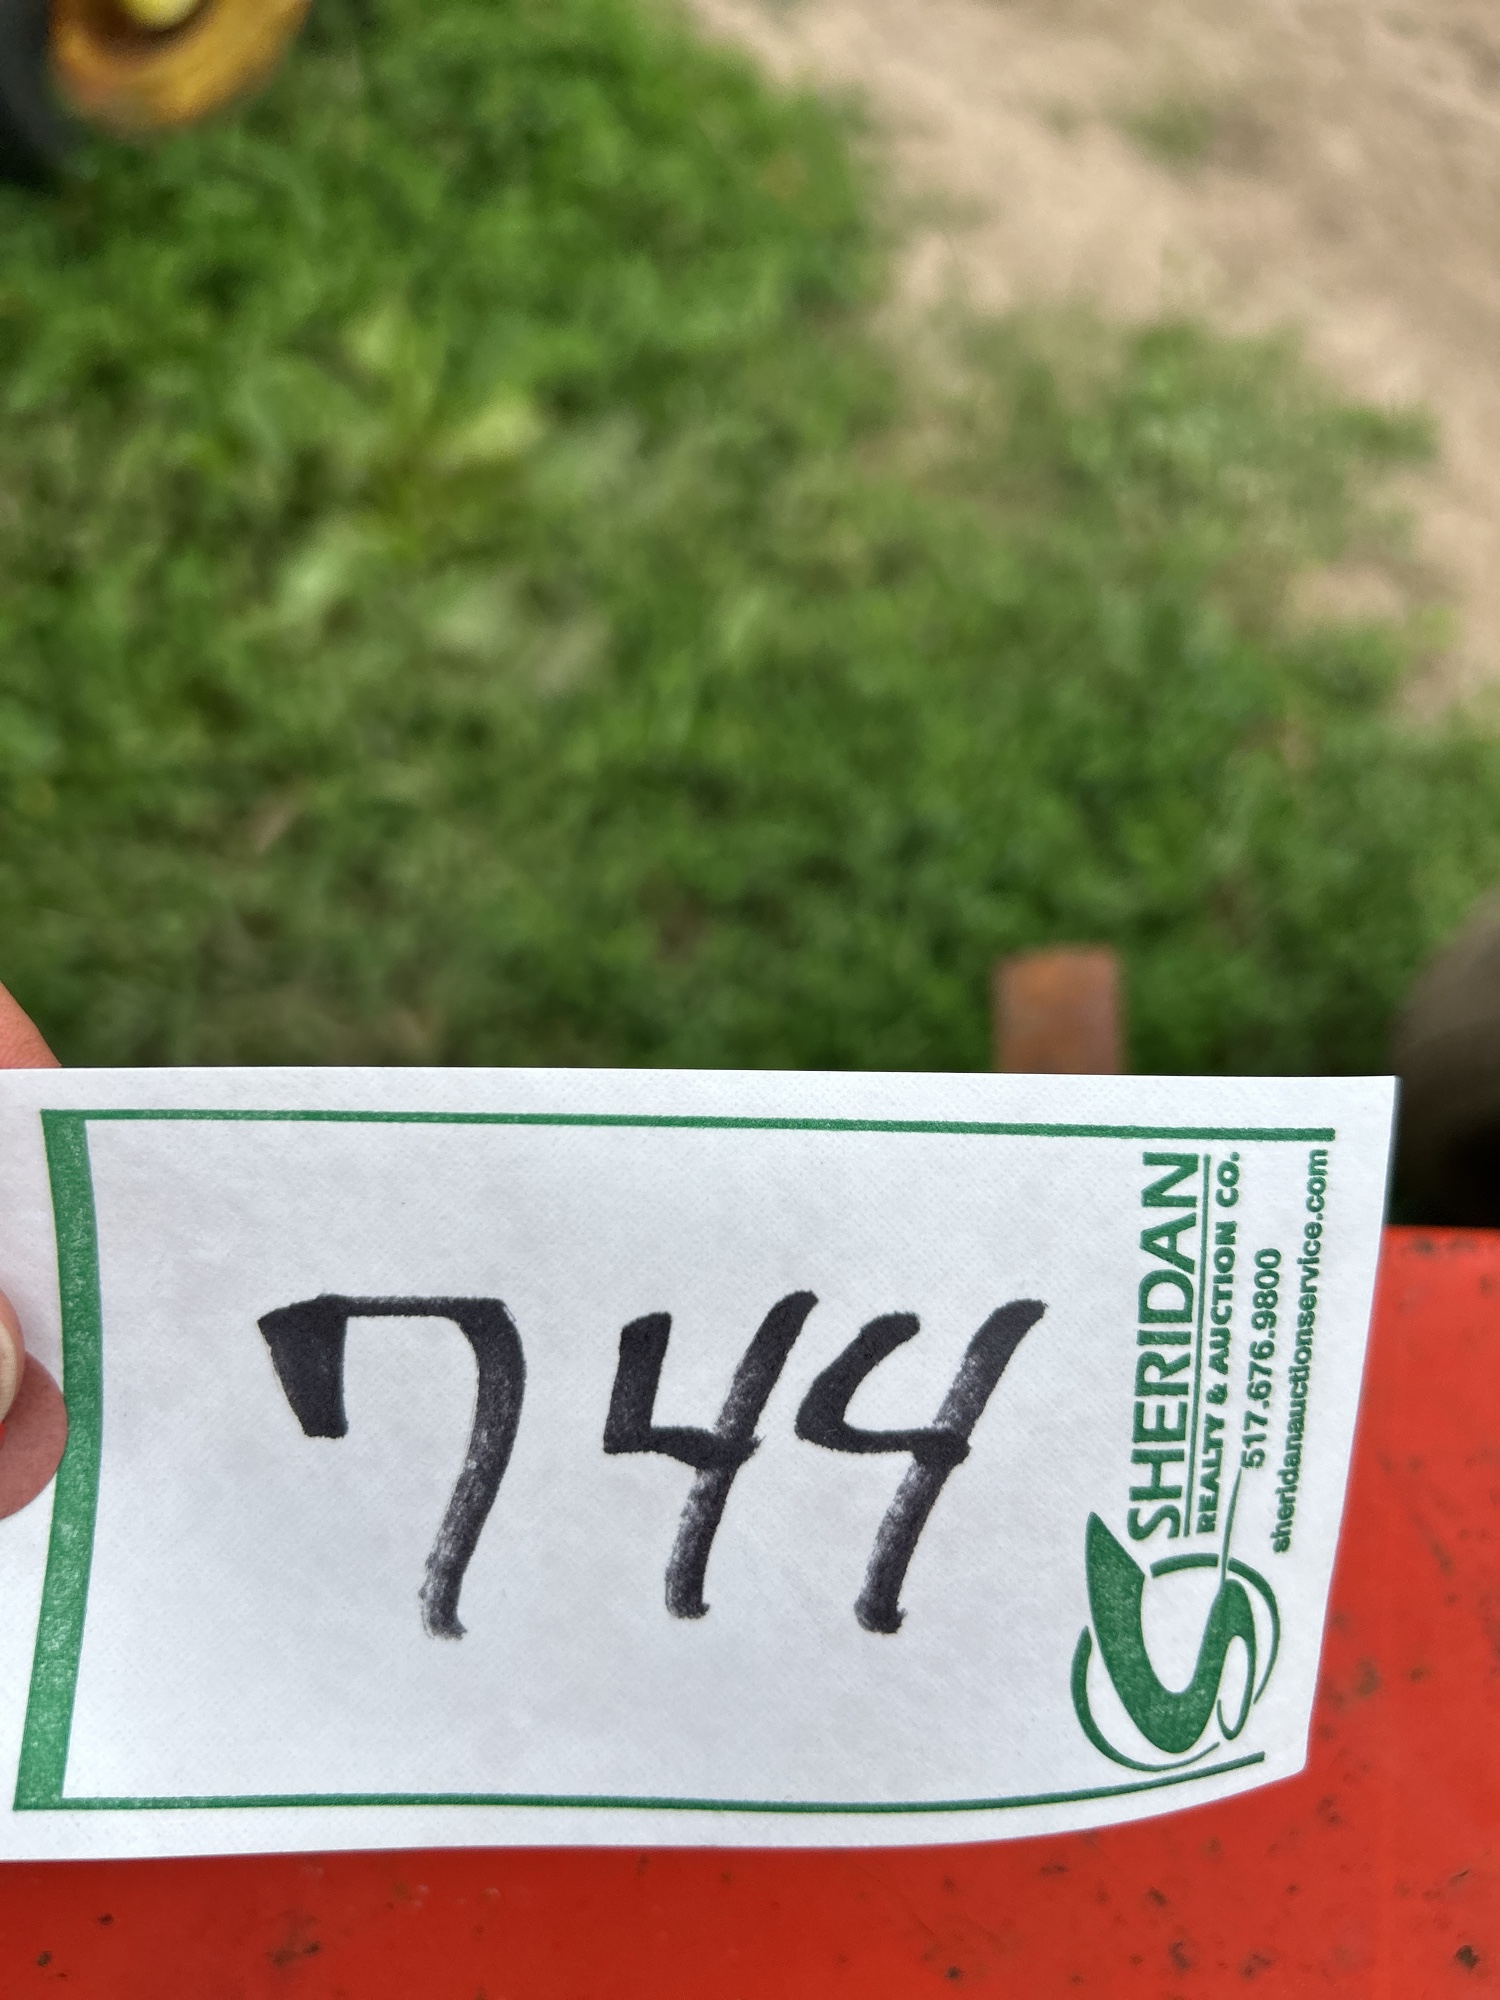 744
SHERIDAN
REALTY & AUCTION CO.
517.676.9800
sheridanauctionservice.com